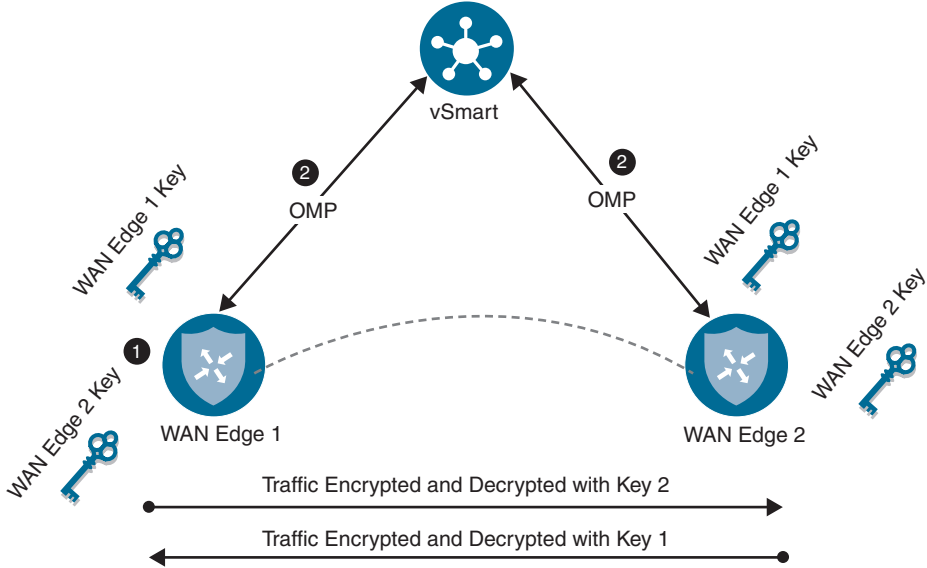 vSmart
2
2
OMP
OMP
WAN Edge 1 Key
WAN Edge 1 Key
WAN Edge 2 Key
1
WAN Edge 2 Key
WAN Edge 1
WAN Edge 2
Traffic Encrypted and Decrypted with Key 2
Traffic Encrypted and Decrypted with Key 1